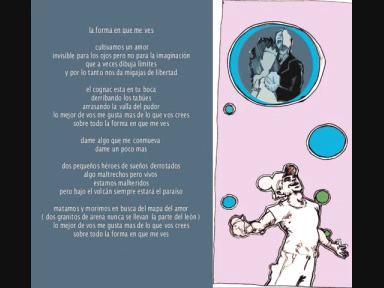 la forma en que me ves
cultivamos un amor
invisible para los ojos pero no para la imaginación
que a veces dibuja límites
y por lo tanto nos da migajas de libertad
el cognac esta en tu boca
derribando los tabúes
arrasando la valla del pudor
lo mejor de vos me gusta mas de lo que vos crees
sobre todo la forma en que me ves
dame algo que me conmueva
dame un poco mas
dos pequeños héroes de sueños derrotados
algo maltrechos pero vivos
estamos malheridos
pero bajo el volcán siempre estara el paraiso
matamos y morimos en busca del mapa del amor
( dos granitos de arena nunca se llevan la parte del león )
lo mejor de vos me gusta mas de lo que vos crees
sobre todo la forma en que me ves